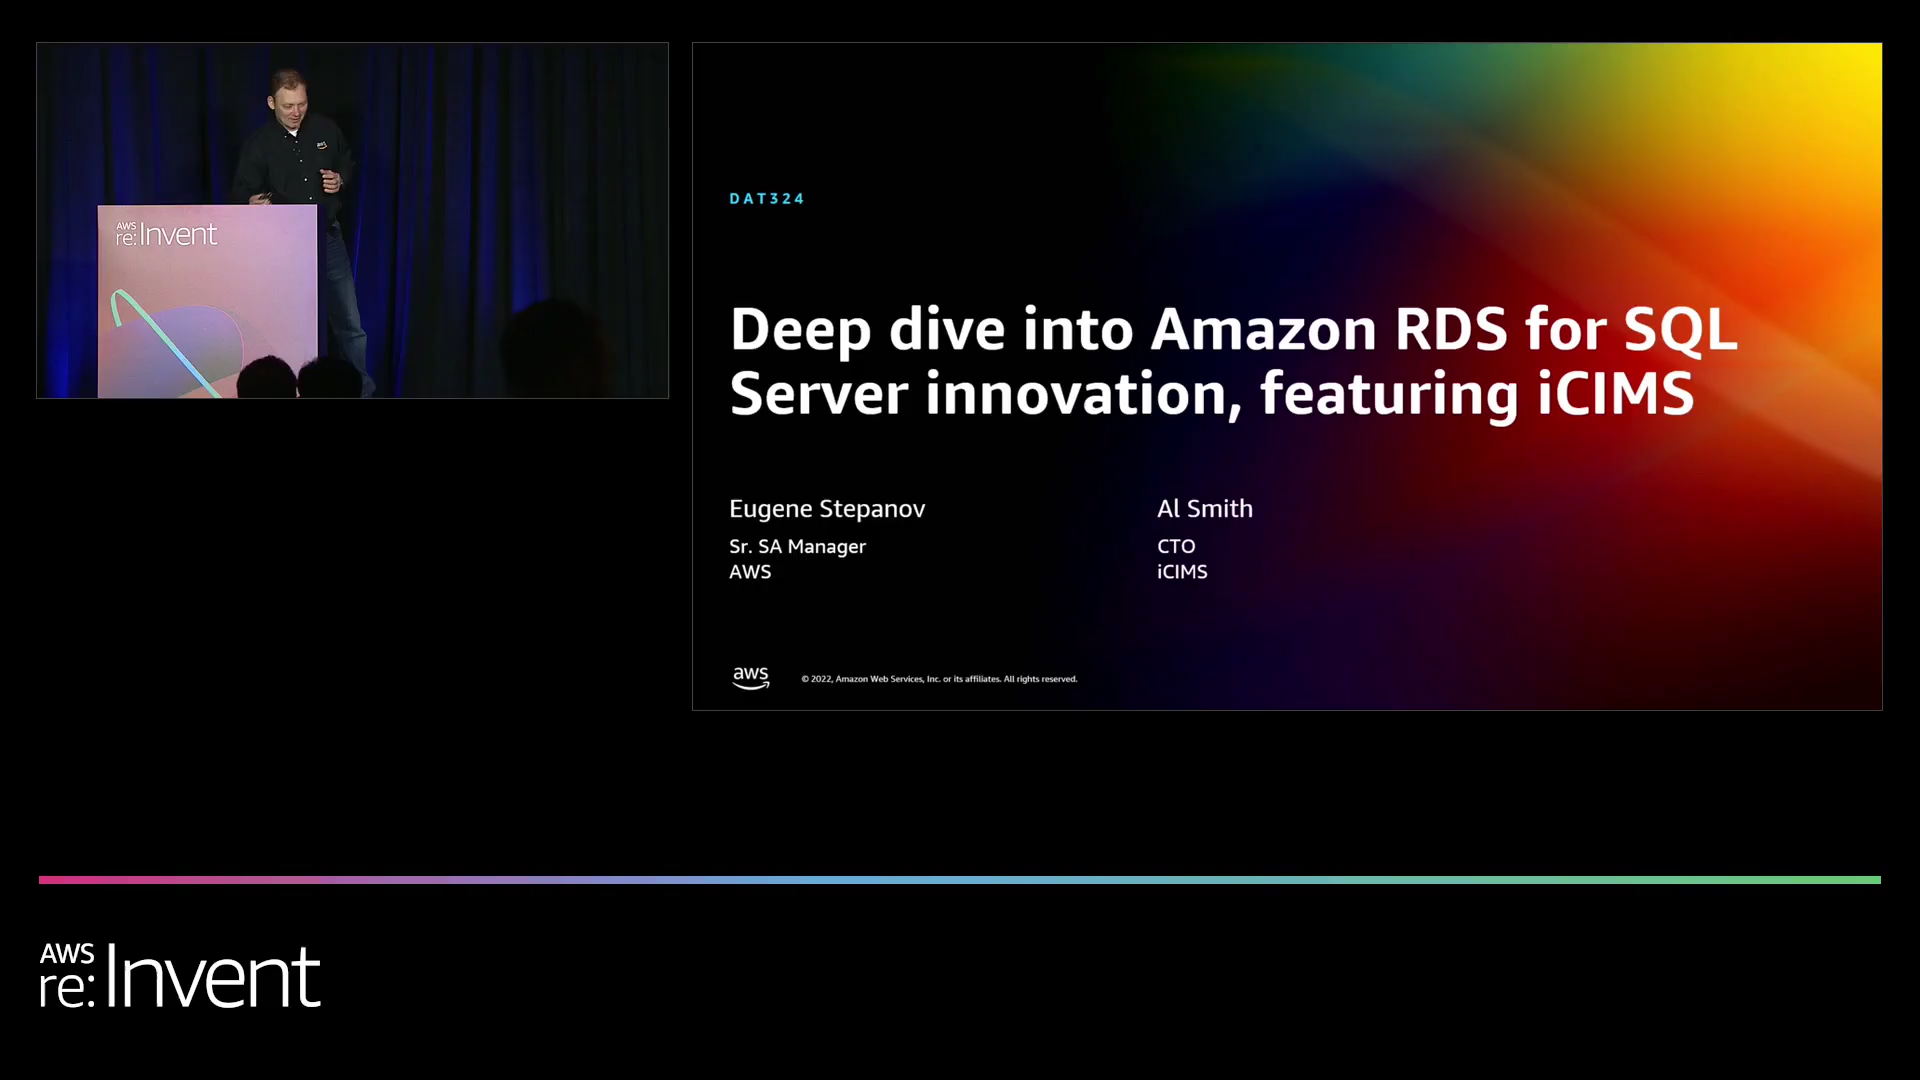 AWS
re:Invent
DAT324
Deep dive into Amazon RDS for SQL
Server innovation, featuring iCIMS
Eugene Stepanov
Sr. SA Manager
AWS
Al Smith
CTO
iCIMS
aws
© 2022, Amazon Web Services, Inc. or its affiliates. All rights reserved.
AWS
re:Invent